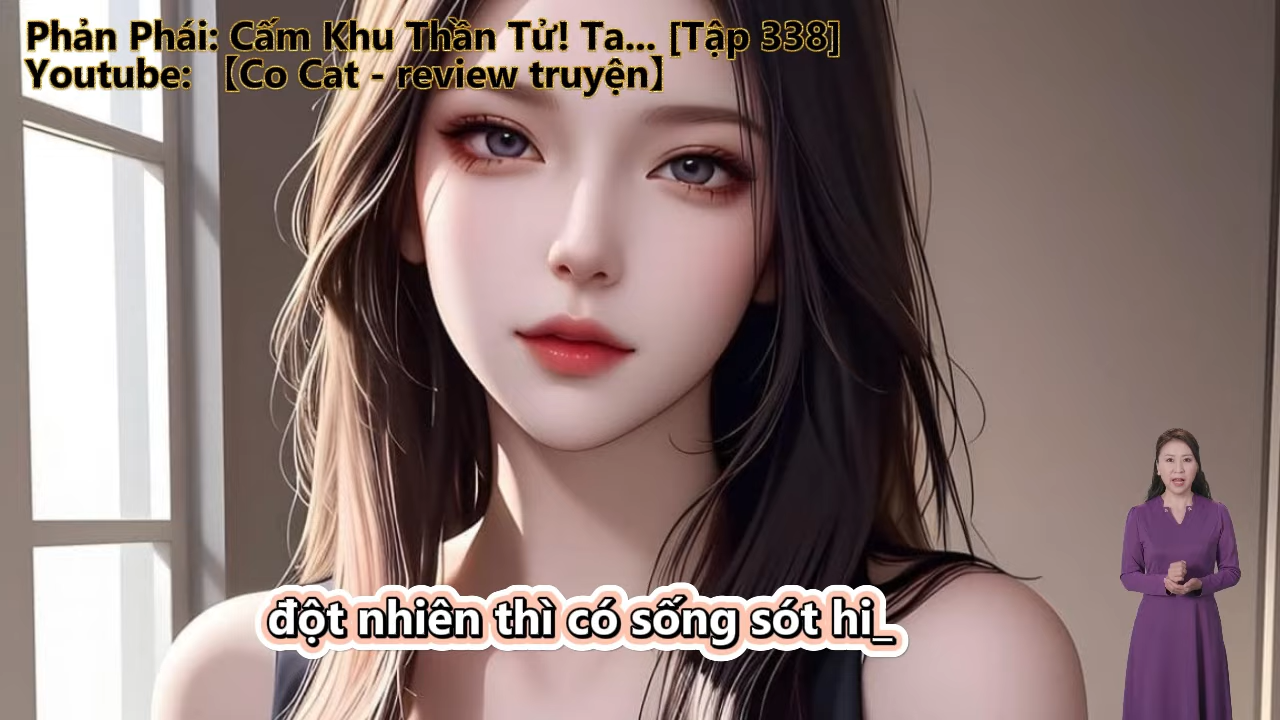 Phản Phái: Cấm Khu Thần Tử! Ta... [Tập 338]
Youtube: 【Co Cat - review truyện】
đột nhiên thì có sống sót hi_